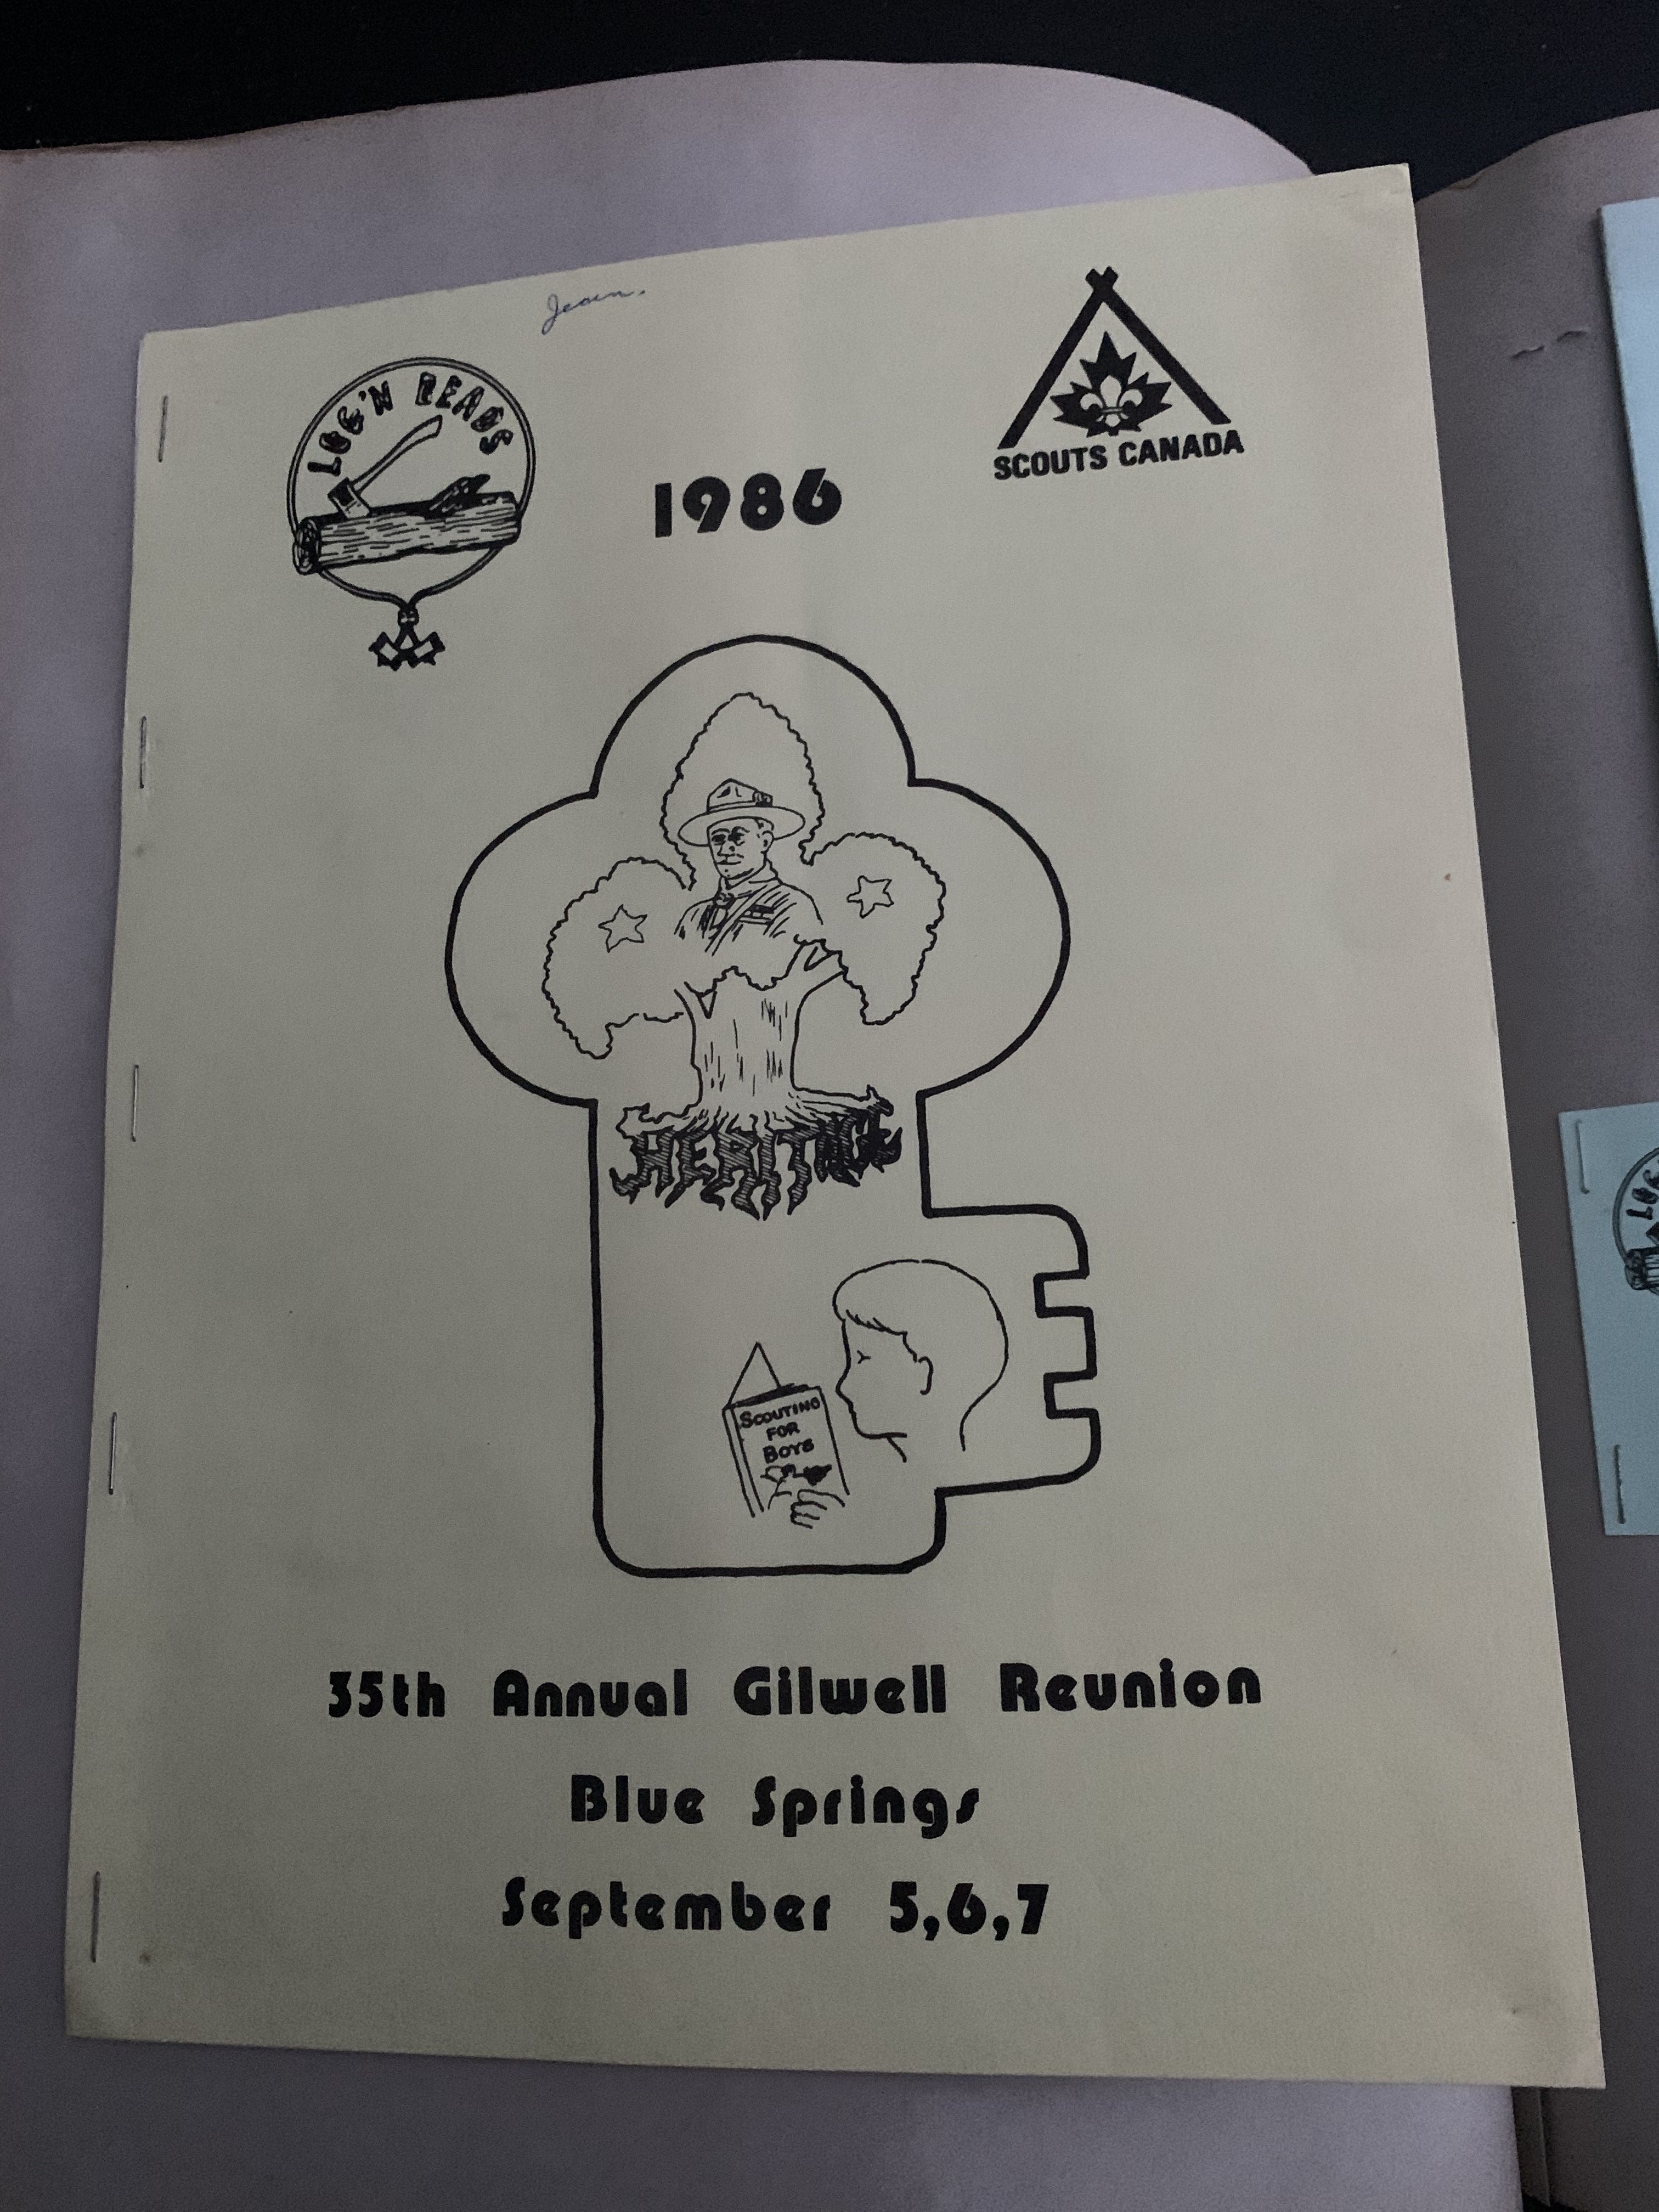 Jean.
LOG'N BEADS
1986
SCOUTS CANADA
HERITAGE
SCOUTING
FOR
BOYS
35th Annual Gilwell Reunion
Blue Springs
September 5,6,7